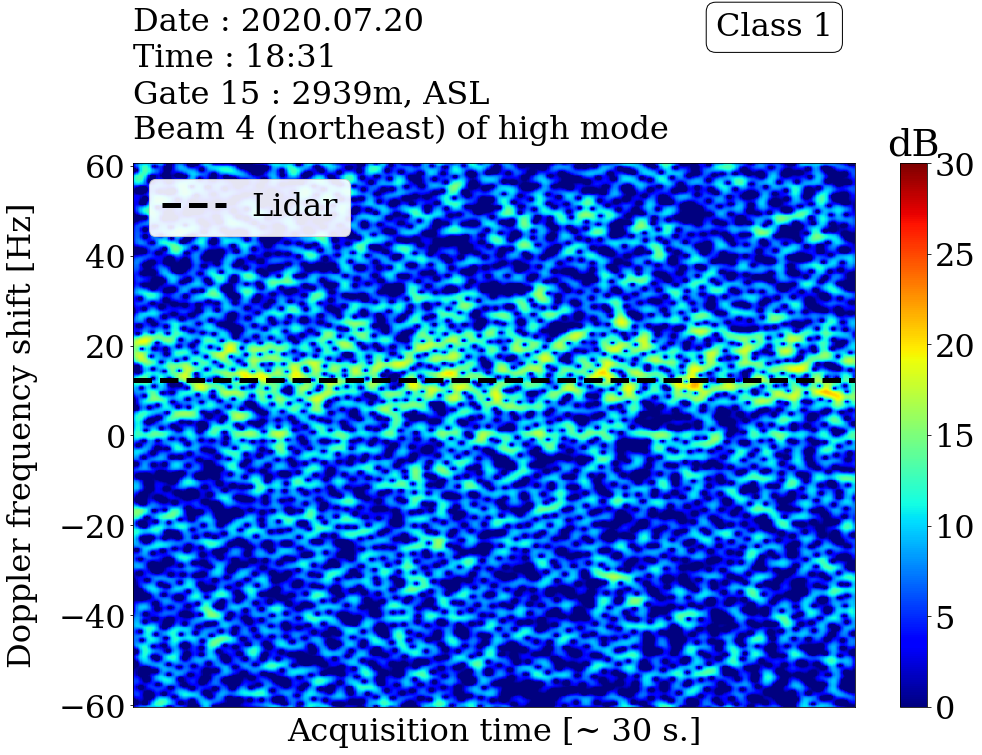 Date : 2020.07.20
Time : 18:31
Gate 15 : 2939m, ASL
Beam 4 (northeast) of high mode
Class 1
dB
Lidar
60
40
20
0
−20
−40
−60
Doppler frequency shift [Hz]
Acquisition time [~ 30 s.]
30
25
20
15
10
5
0